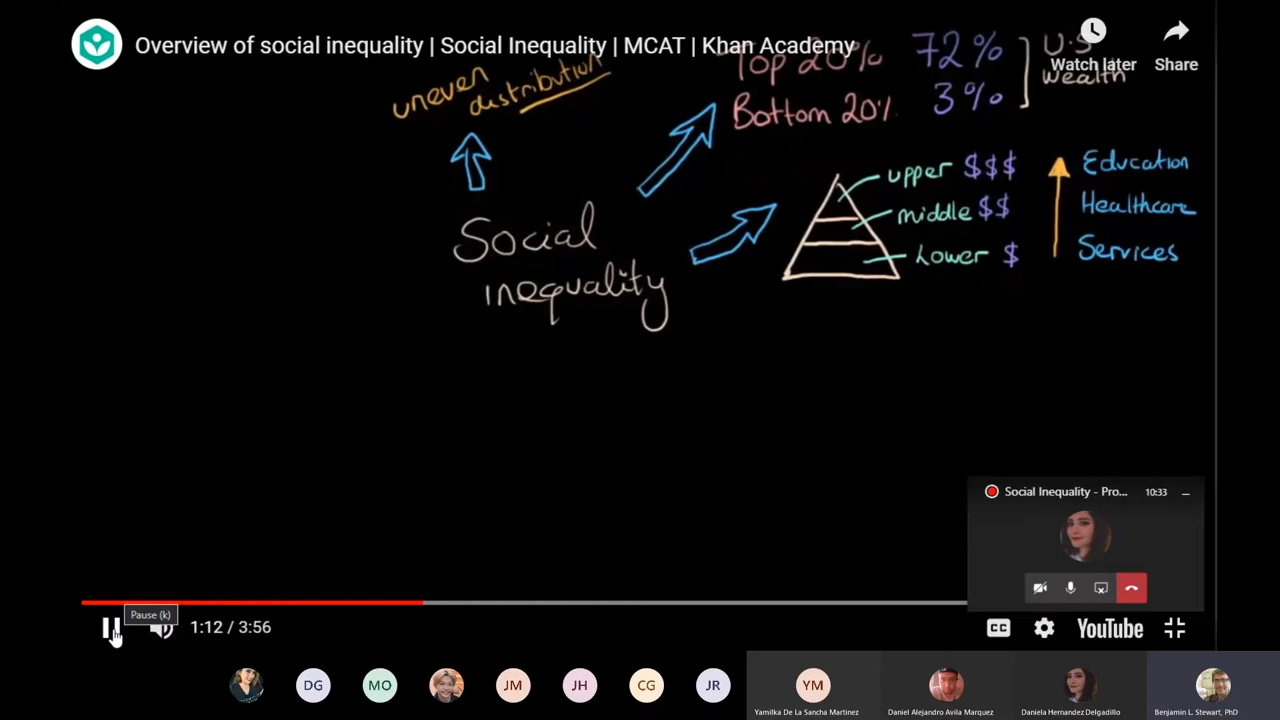 Overview of social inequality | Social Inequality | MCAT | Khan Academy
Watch later
Share
uneven
distribution
Top 20% 72%
Bottom 20% 3%
U.S
Wealth
upper $$$
middle $$
Lower $
Education
Healthcare
Services
Social
inequality
Social Inequality - Pro... 10:33
Pause (k)
1:12 / 3:56
CC
YouTube
DG
MO
JM
JH
CG
JR
YM
Yamilka De La Sancha Martinez
Daniel Alejandro Avila Marquez
Daniela Hernandez Delgadillo
Benjamin L. Stewart, PhD